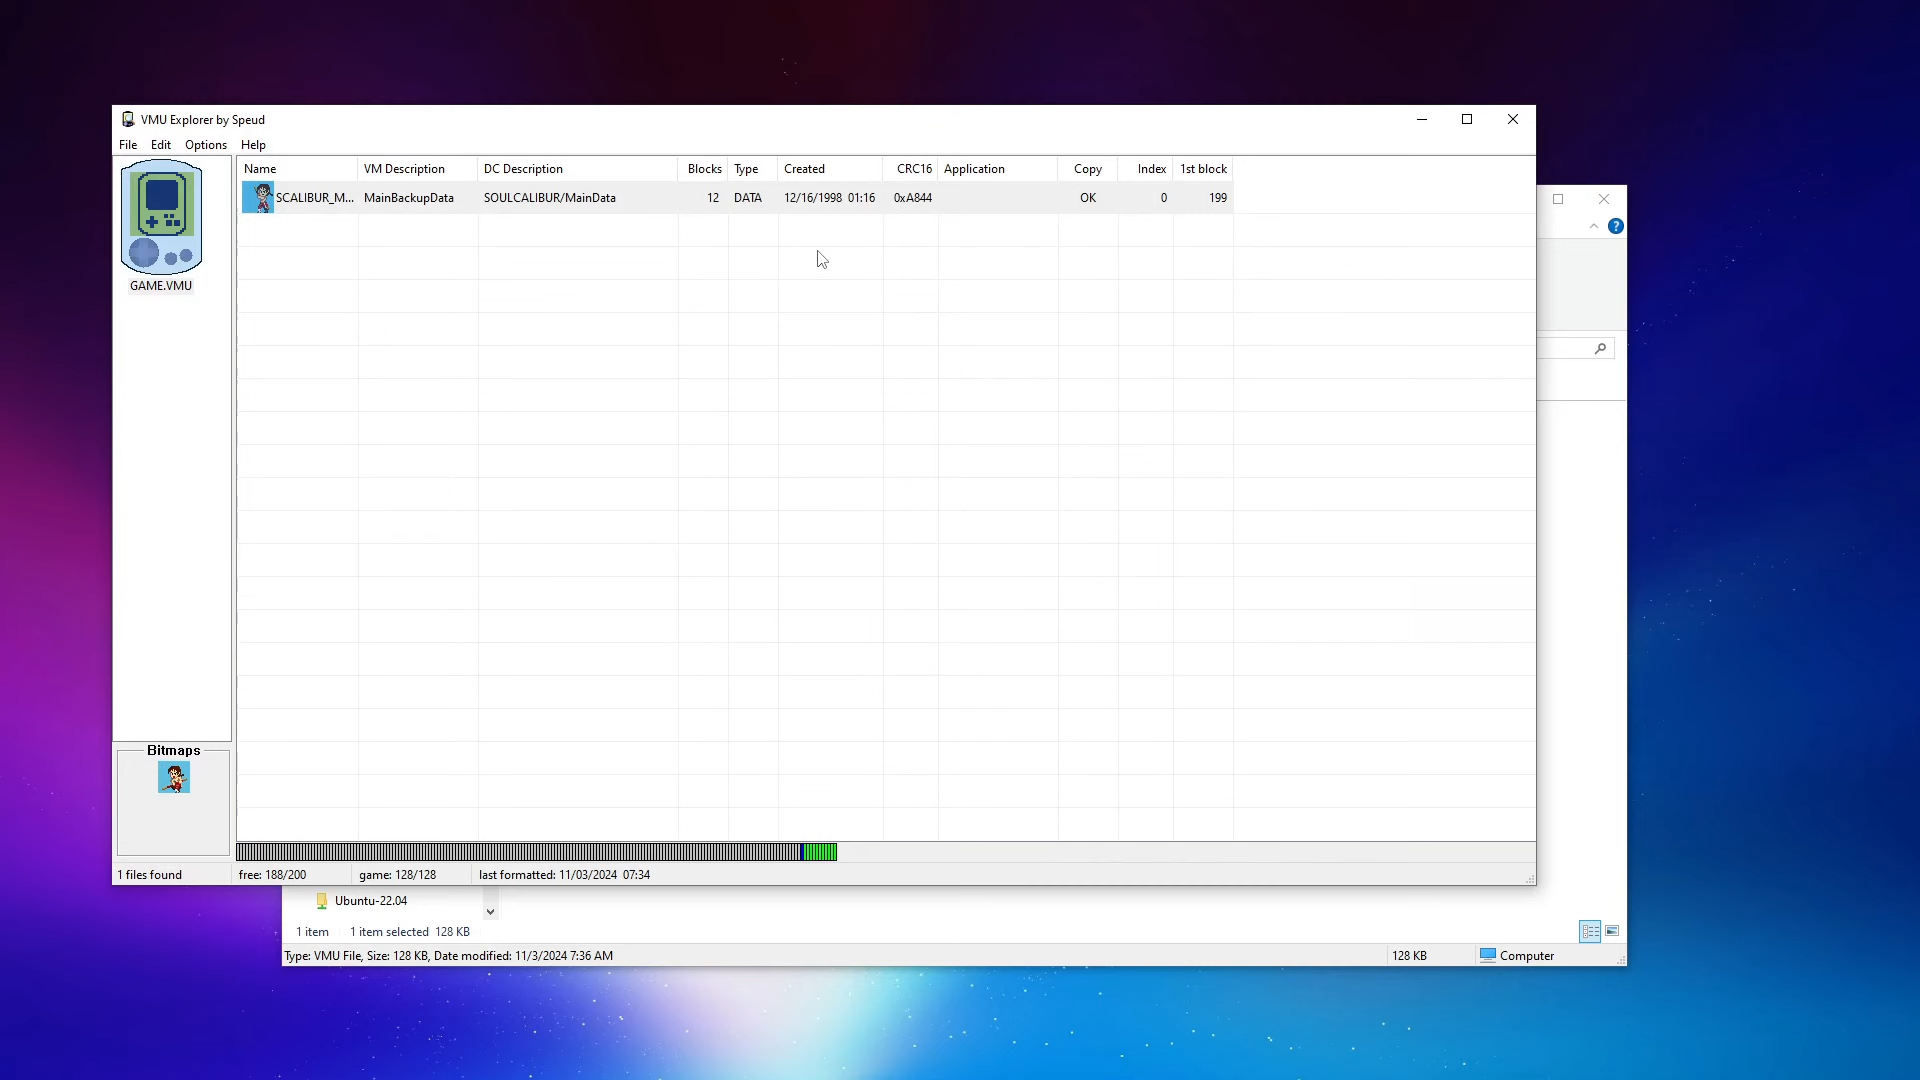 VMU Explorer by Speud
File Edit Options Help
Name VM Description DC Description Blocks Type Created CRC16 Application Copy Index 1st block
SCALIBUR_M... MainBackupData SOULCALIBUR/MainData 12 DATA 12/16/1998 01:16 0xA844 OK 0 199
GAME.VMU
Bitmaps
1 files found free: 188/200 game: 128/128 last formatted: 11/03/2024 07:34
Ubuntu-22.04
1 item 1 item selected 128 KB
Type: VMU File, Size: 128 KB, Date modified: 11/3/2024 7:36 AM 128 KB Computer